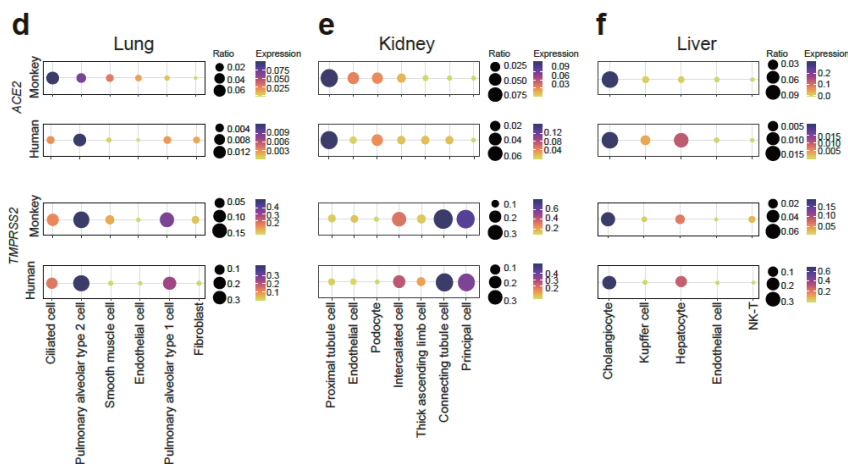 d
Lung
Ratio
Expression
ACE2
Monkey
0.02
0.04
0.06
0.075
0.050
0.025
Human
0.004
0.008
0.012
0.009
0.006
0.003
TMPRSS2
Monkey
0.05
0.10
0.15
0.4
0.3
0.2
Human
0.1
0.2
0.3
0.3
0.2
0.1
Ciliated cell
Pulmonary alveolar type 2 cell
Smooth muscle cell
Endothelial cell
Pulmonary alveolar type 1 cell
Fibroblast
e
Kidney
Ratio
Expression
0.025
0.050
0.075
0.09
0.06
0.03
0.02
0.04
0.06
0.12
0.08
0.04
0.1
0.2
0.3
0.6
0.4
0.2
0.1
0.2
0.3
0.4
0.3
0.2
Proximal tubule cell
Endothelial cell
Podocyte
Intercalated cell
Thick ascending limb cell
Connecting tubule cell
Principal cell
f
Liver
Ratio
Expression
0.03
0.06
0.09
0.2
0.1
0.0
0.005
0.010
0.015
0.015
0.010
0.005
0.02
0.04
0.06
0.15
0.10
0.05
0.1
0.2
0.3
0.6
0.4
0.2
Cholangiocyte
Kupffer cell
Hepatocyte
Endothelial cell
NK-T